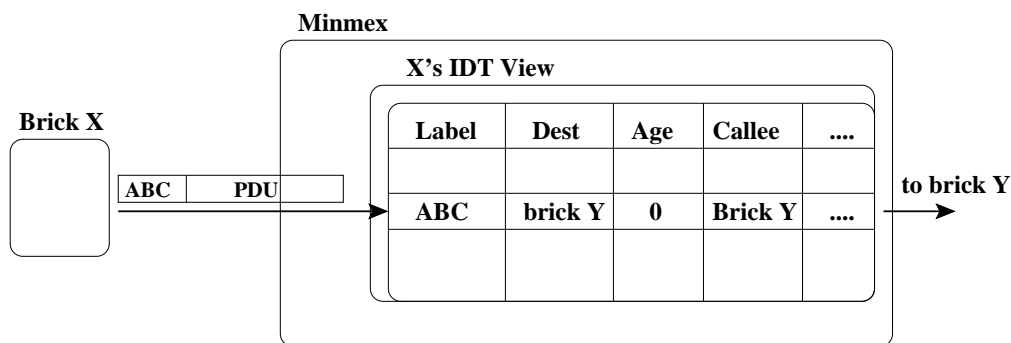 Minmex
X's IDT View
Brick X
Label Dest Age Callee ....
ABC PDU
to brick Y
ABC brick Y 0 Brick Y ....